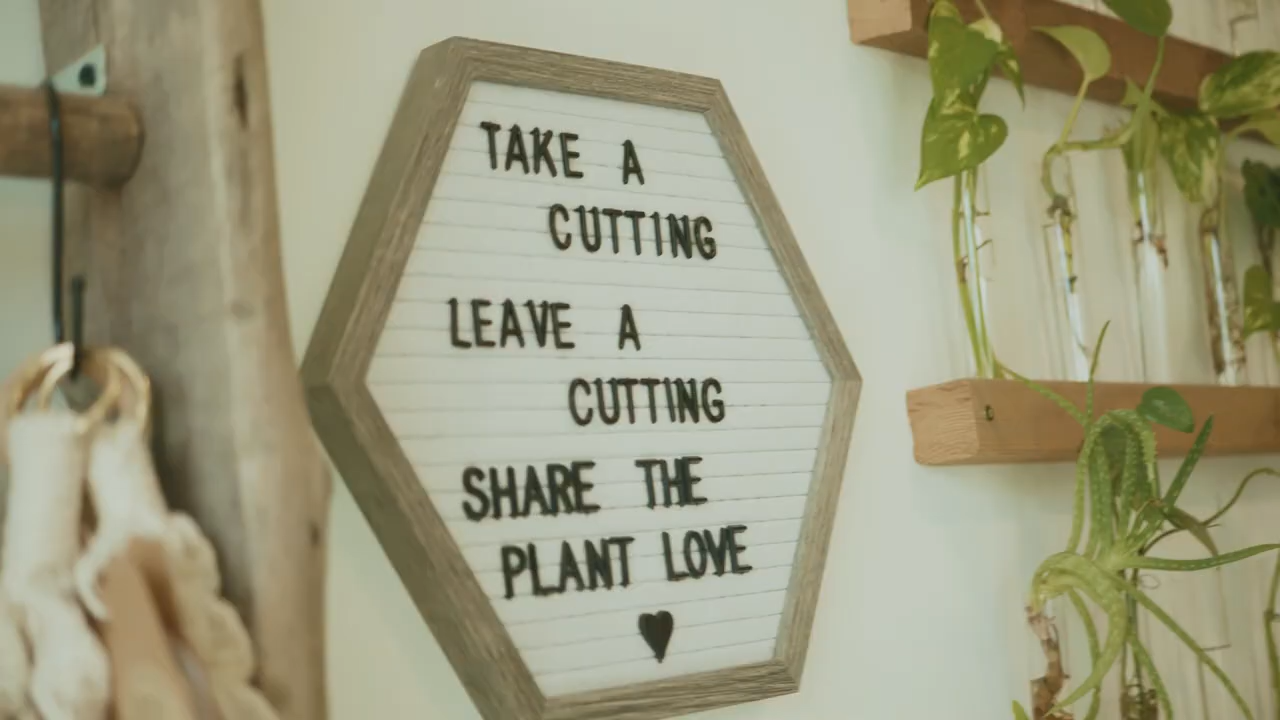 TAKE A
CUTTING
LEAVE A
CUTTING
SHARE THE
PLANT LOVE